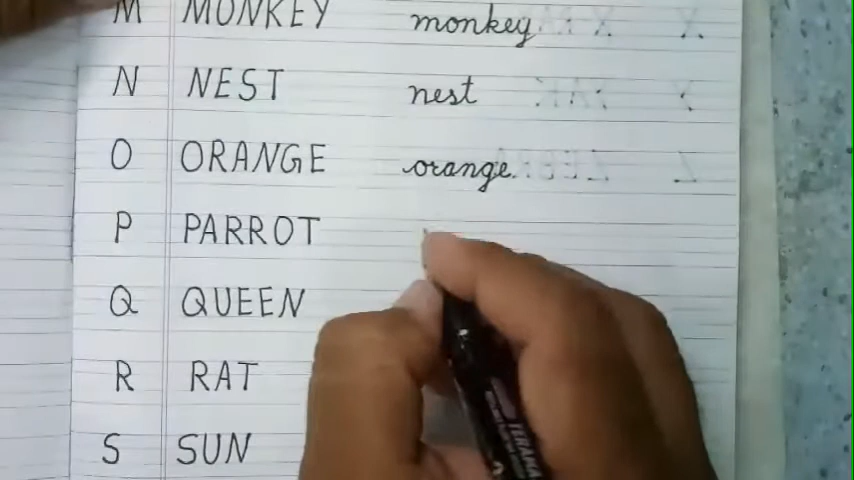 M MONKEY monkey
N NEST nest
O ORANGE orange.
P PARROT
Q QUEEN
R RAT
S SUN